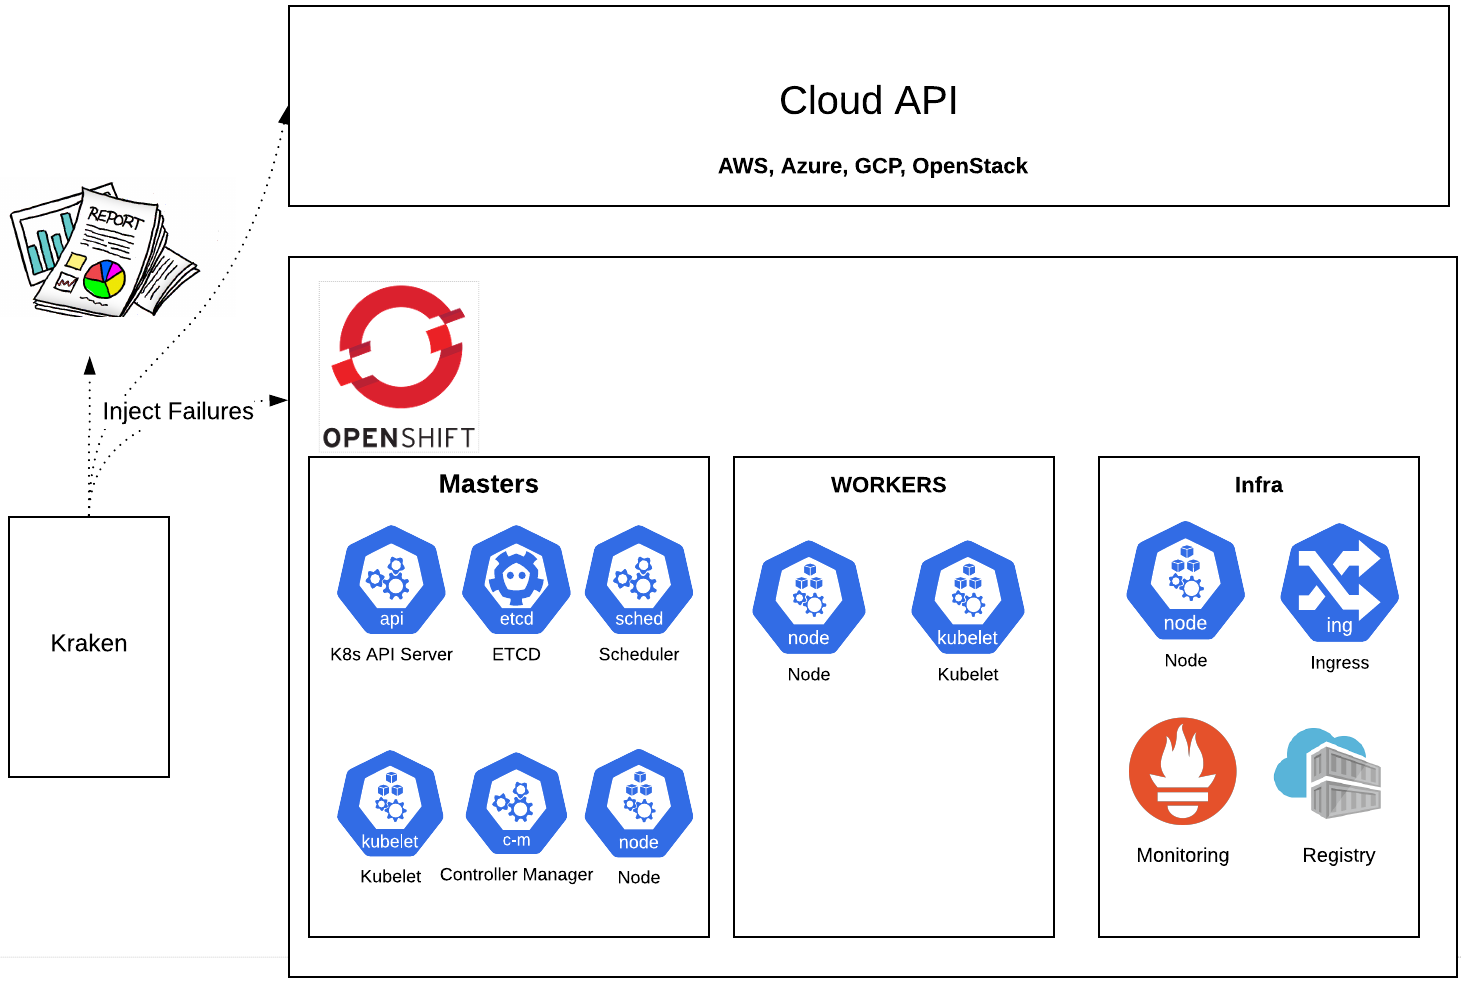 Cloud API
AWS, Azure, GCP, OpenStack
REPORT
Inject Failures
OPENSHIFT
Kraken
Masters
api
etcd
sched
K8s API Server
ETCD
Scheduler
kubelet
c-m
node
Kubelet
Controller Manager
Node
WORKERS
node
kubelet
Node
Kubelet
Infra
node
ing
Node
Ingress
Monitoring
Registry